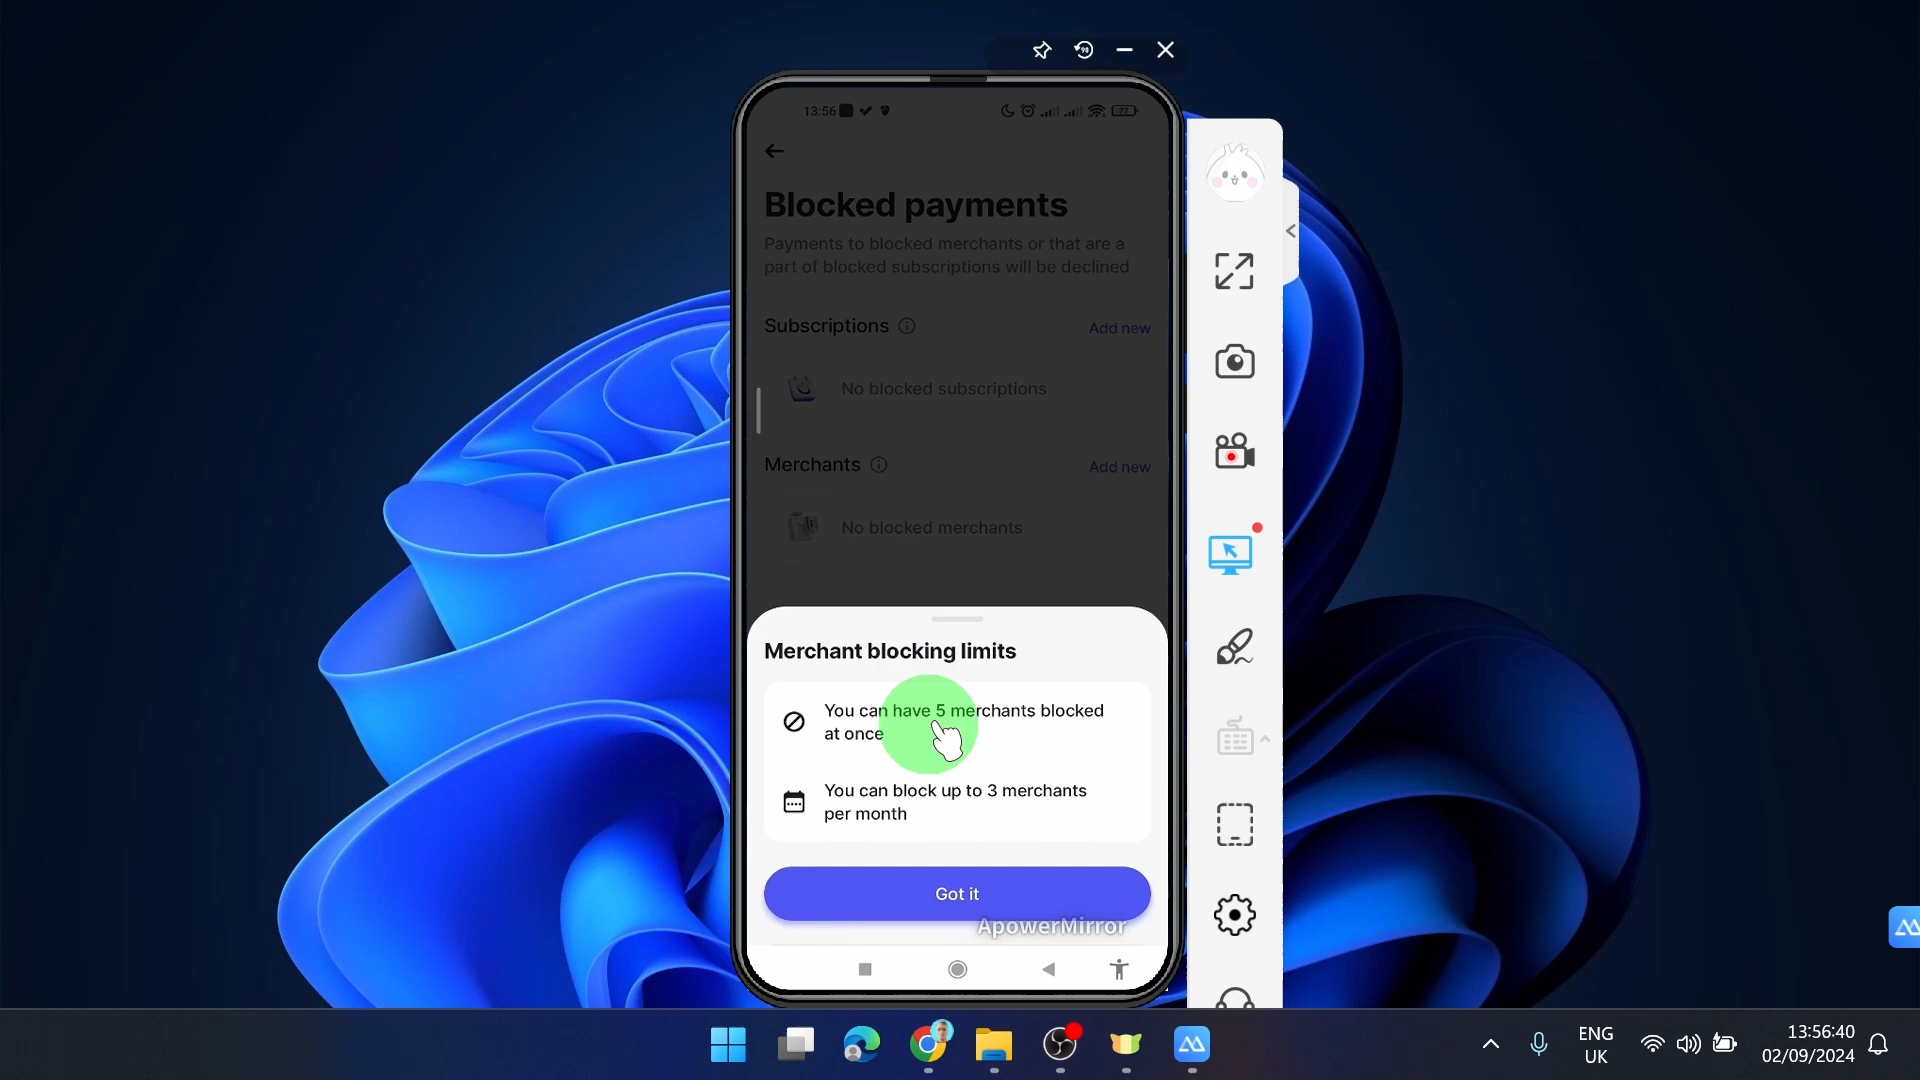 13:56
77
Blocked payments
Payments to blocked merchants or that are a
part of blocked subscriptions will be declined
Subscriptions
Add new
No blocked subscriptions
Merchants
Add new
No blocked merchants
Merchant blocking limits
You can have 5 merchants blocked
at once
You can block up to 3 merchants
per month
Got it
ApowerMirror
ENG
UK
13:56:40
02/09/2024